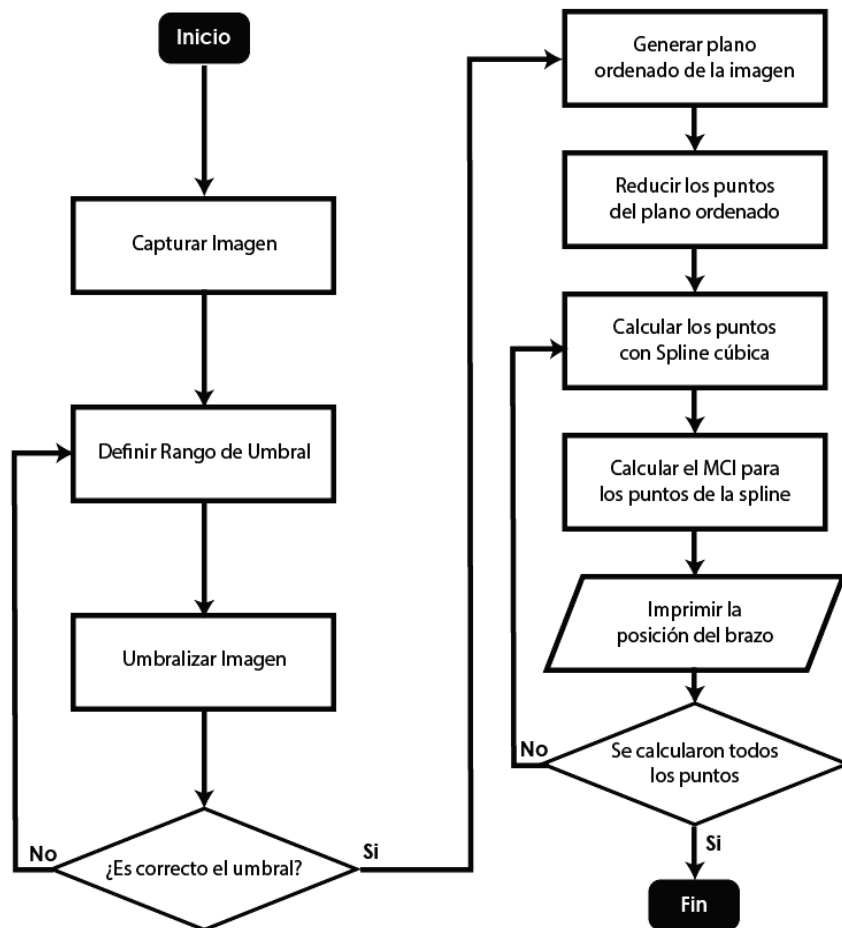 Inicio
Capturar Imagen
Definir Rango de Umbral
Umbralizar Imagen
¿Es correcto el umbral?
No
Si
Generar plano
ordenado de la imagen
Reducir los puntos
del plano ordenado
Calcular los puntos
con Spline cúbica
Calcular el MCI para
los puntos de la spline
Imprimir la
posición del brazo
Se calcularon todos
los puntos
No
Si
Fin